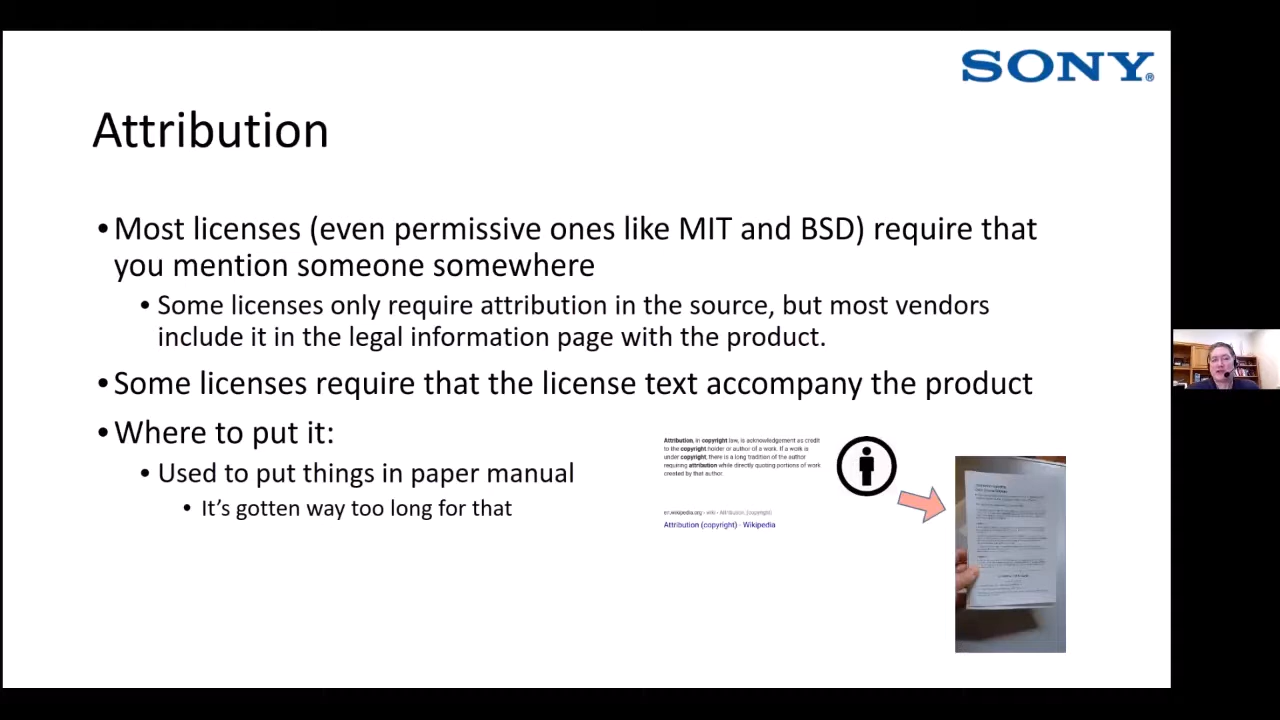 SONY®
Attribution
•Most licenses (even permissive ones like MIT and BSD) require that
you mention someone somewhere
• Some licenses only require attribution in the source, but most vendors
include it in the legal information page with the product.
•Some licenses require that the license text accompany the product
•Where to put it:
• Used to put things in paper manual
• It’s gotten way too long for that
Attribution, in copyright law, is acknowledgement as credit
to the copyright holder or author of a work. If a work is
under copyright, there is a long tradition of the author
requiring attribution while directly quoting portions of work
created by that author.
en.wikipedia.org › wiki › Attribution_(copyright)
Attribution (copyright) - Wikipedia